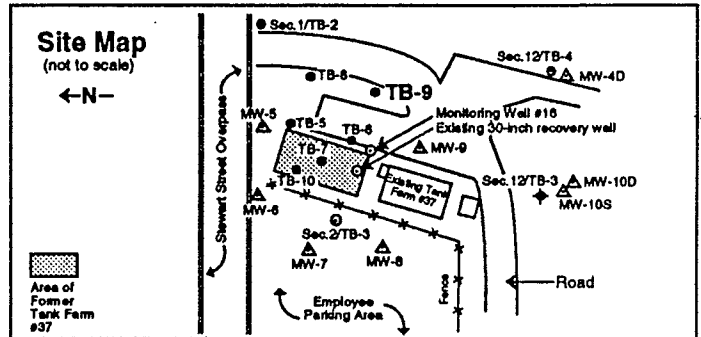 Site Map
(not to scale)
←N–
Sec.1/TB-2
TB-8
TB-9
Sec.12/TB-4
MW-4D
Monitoring Well #16
Existing 30-inch recovery wall
MW-5
TB-5
TB-6
MW-9
TB-7
TB-10
Existing Tank
Farm #37
Sec.12/TB-3
MW-10D
MW-10S
MW-6
Sec.2/TB-3
MW-7
MW-8
Stewart Street Overpass
Fence
Road
Employee
Parking Area
Area of
Former
Tank Farm
#37